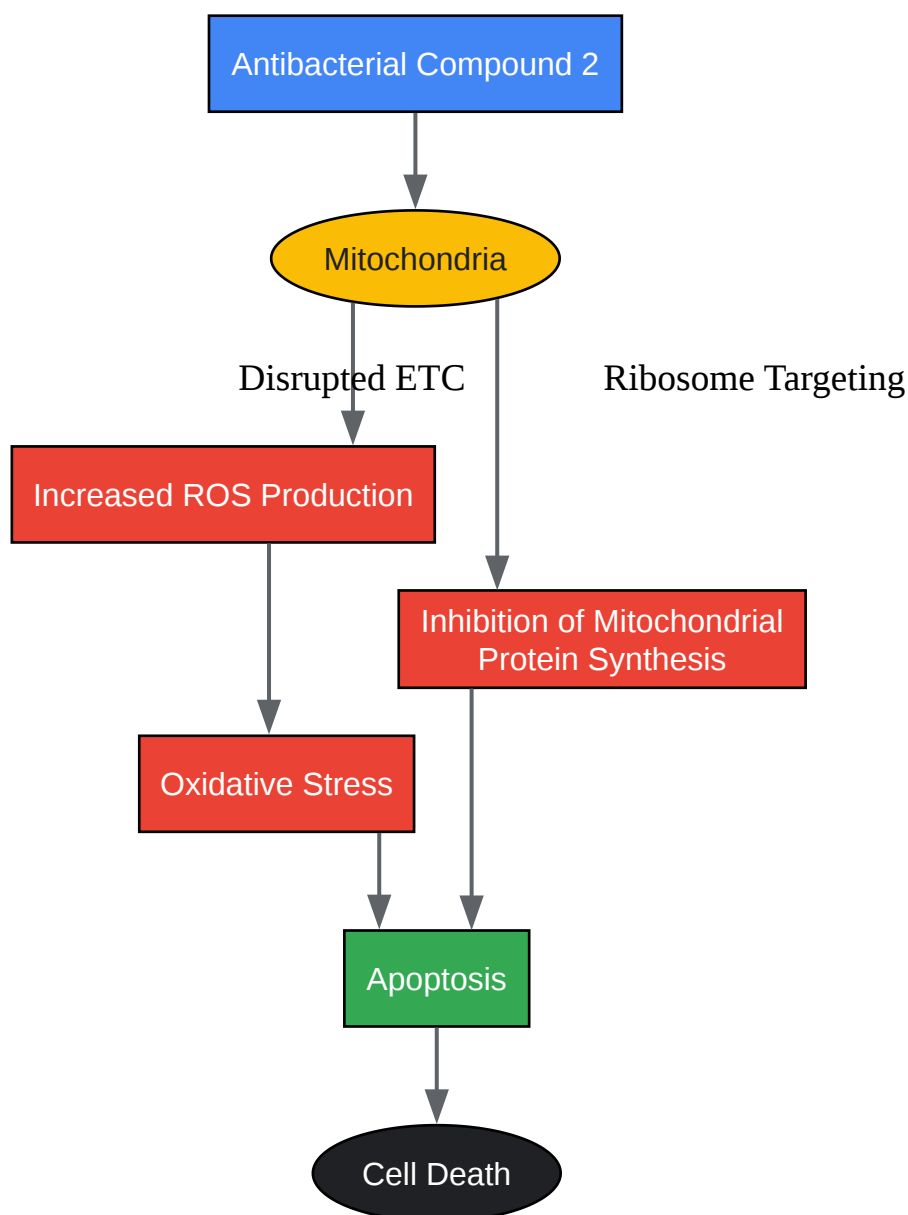 Antibacterial Compound 2
Mitochondria
Disrupted ETC
Ribosome Targeting
Increased ROS Production
Inhibition of Mitochondrial
Protein Synthesis
Oxidative Stress
Apoptosis
Cell Death